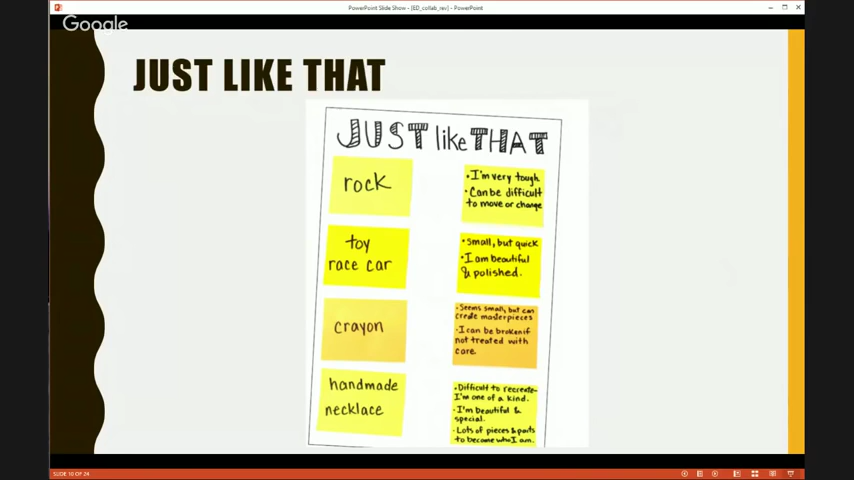 PowerPoint Slide Show - [ED_collab_rev] - PowerPoint
Google
JUST LIKE THAT
JUST like THAT
rock
• I'm very tough.
• Can be difficult
to move or change
toy
race car
• Small, but quick
• I am beautiful
& polished.
crayon
• Seems small, but can
create masterpieces
• I can be broken if
not treated with
care.
handmade
necklace
• Difficult to recreate-
I'm one of a kind.
• I'm beautiful &
special.
• Lots of pieces & parts
to become who I am.
SLIDE 10 OF 24